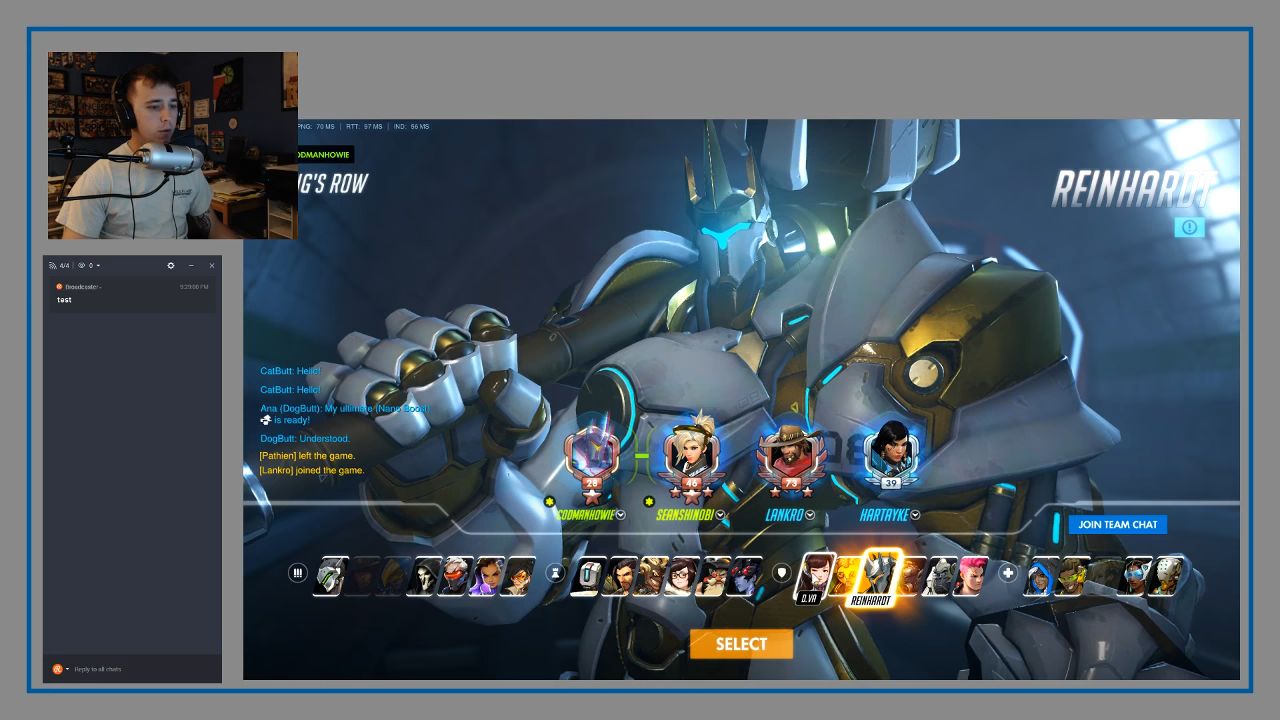 PNG: 70 MS | RTT: 97 MS | IND: 56 MS
ODMANHOWIE
G'S ROW
REINHARDT
4/4 0
Broadcaster
test
CatButt: Hello!
CatButt: Hello!
Ana (DogButt): My ultimate (Nano Boost)
is ready!
DogButt: Understood.
[Pathien] left the game.
[Lankro] joined the game.
28 46 73 39
CODMANHOWIE SEANSHINOBI LANKRO HARTAYKE
JOIN TEAM CHAT
D.VA
REINHARDT
SELECT
Reply to all chats